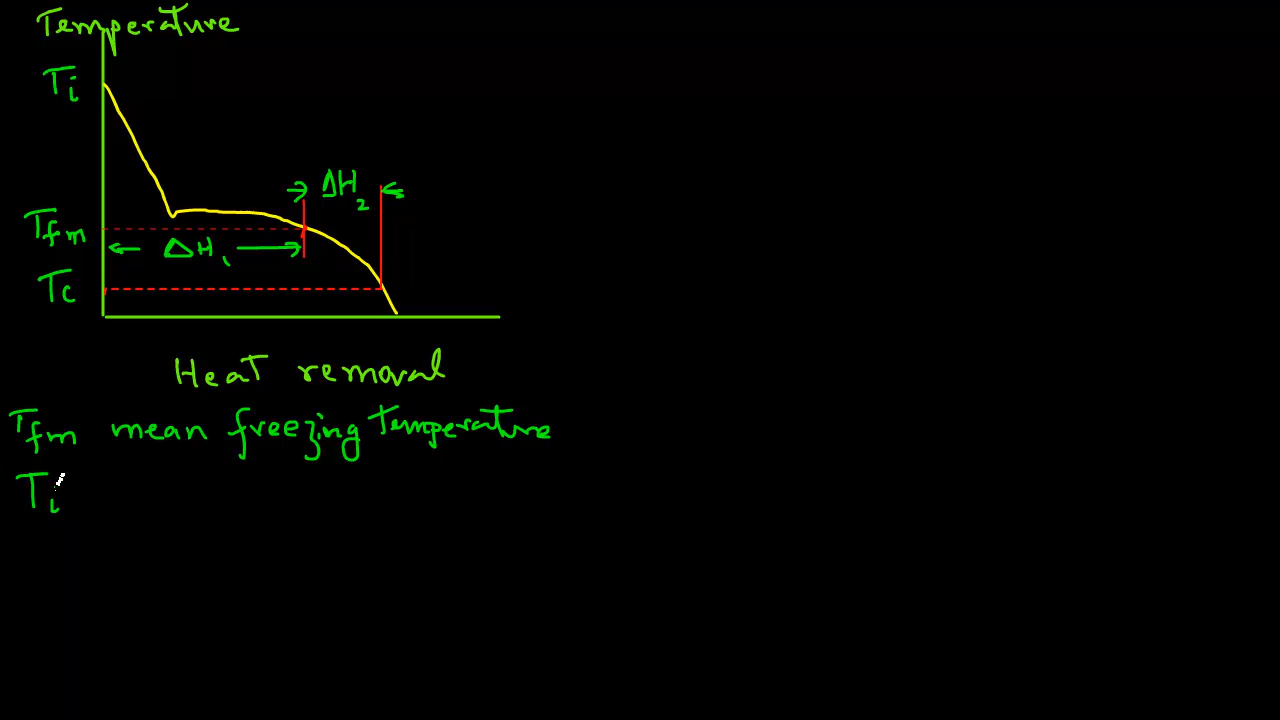 Temperature
Ti
ΔH2
Tfm
ΔH1
Tc
Heat removal
Tfm mean freezing temperature
Ti